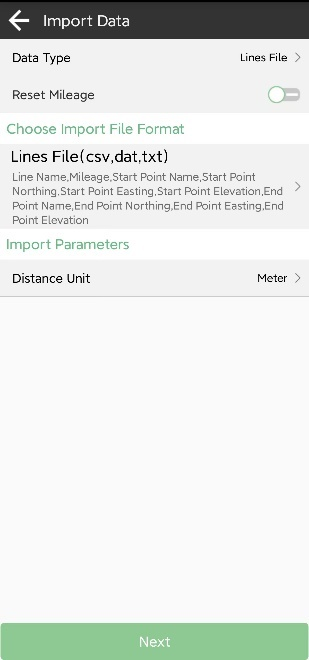 Import Data
Data Type Lines File
Reset Mileage
Choose Import File Format
Lines File(csv,dat,txt)
Line Name,Mileage,Start Point Name,Start Point
Northing,Start Point Easting,Start Point Elevation,End
Point Name,End Point Northing,End Point Easting,End
Point Elevation
Import Parameters
Distance Unit Meter
Next